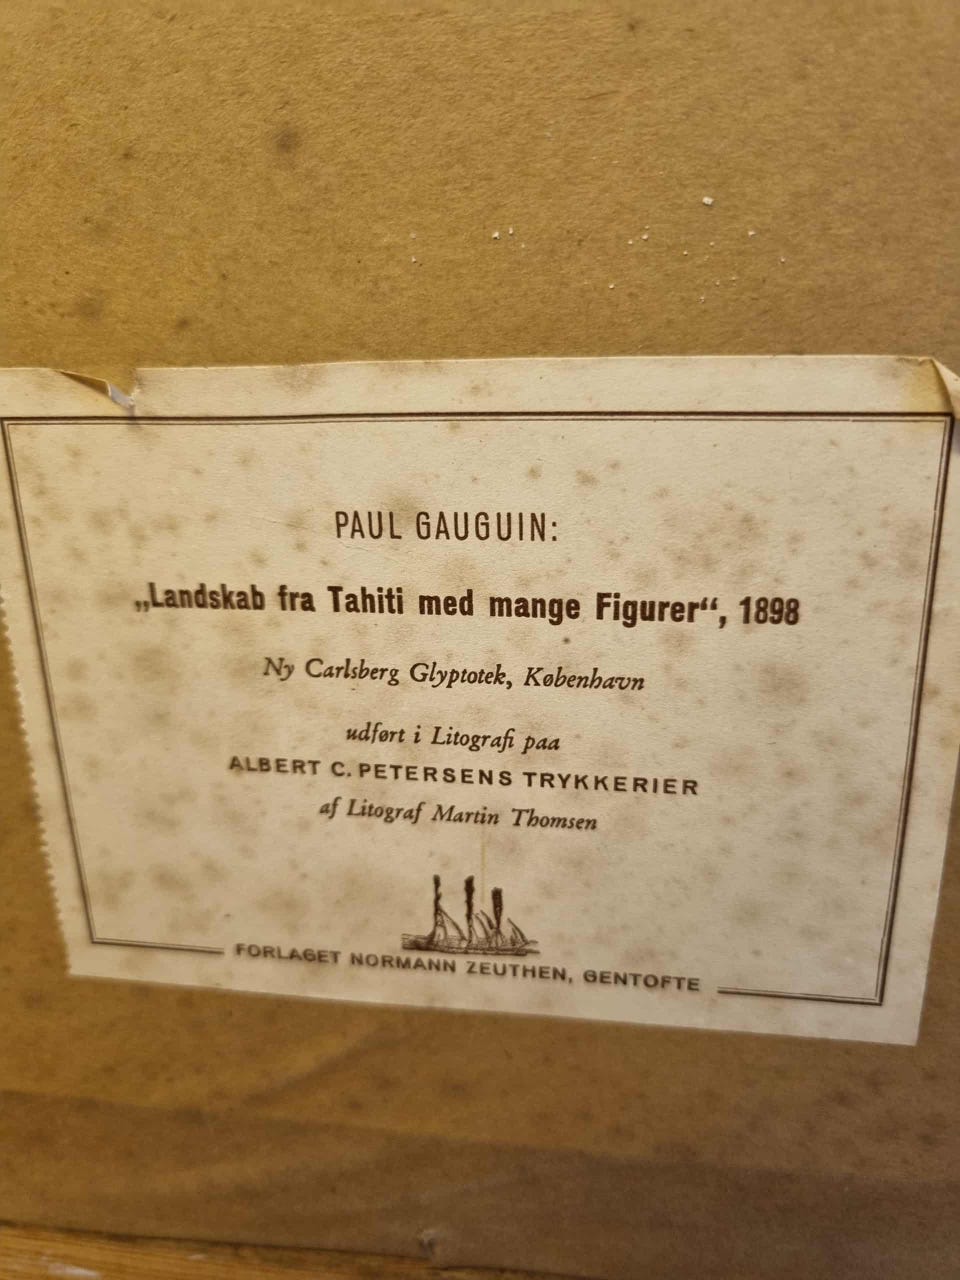 PAUL GAUGUIN:
„Landskab fra Tahiti med mange Figurer“, 1898
Ny Carlsberg Glyptotek, København
udført i Litografi paa
ALBERT C. PETERSENS TRYKKERIER
af Litograf Martin Thomsen
FORLAGET NORMANN ZEUTHEN, GENTOFTE